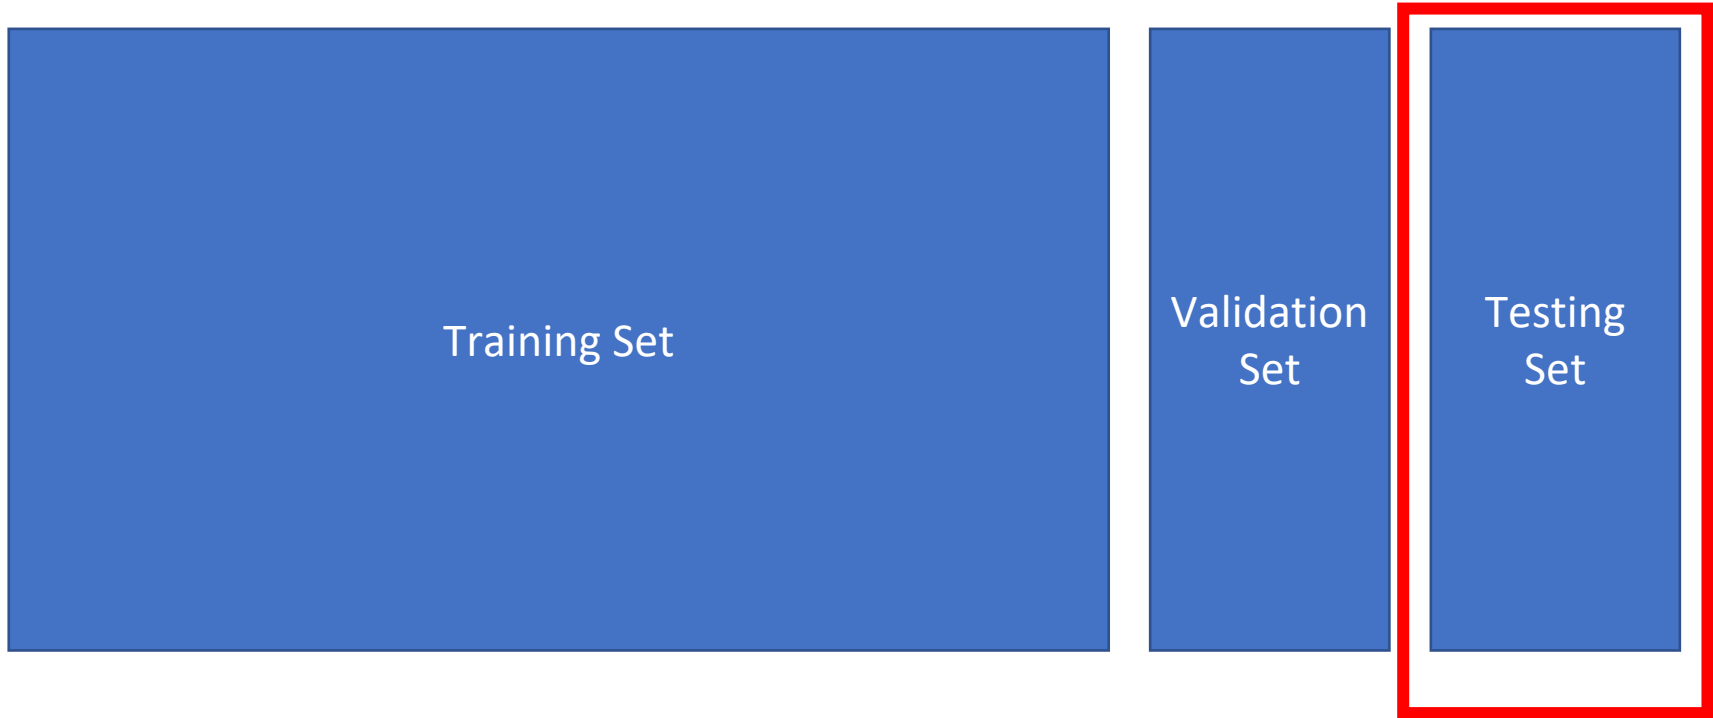 Training Set
Validation
Set
Testing
Set